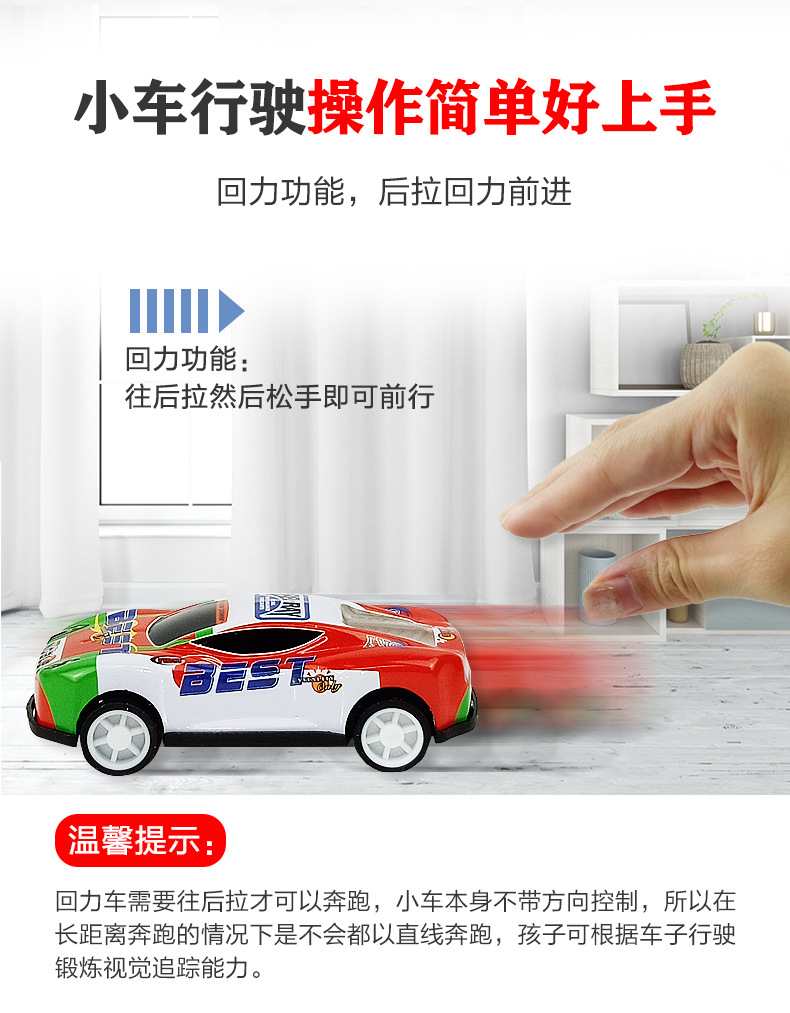 小车行驶操作简单好上手
回力功能，后拉回力前进
回力功能：
往后拉然后松手即可前行
BEST
温馨提示：
回力车需要往后拉才可以奔跑，小车本身不带方向控制，所以在
长距离奔跑的情况下是不会都以直线奔跑，孩子可根据车子行驶
锻炼视觉追踪能力。